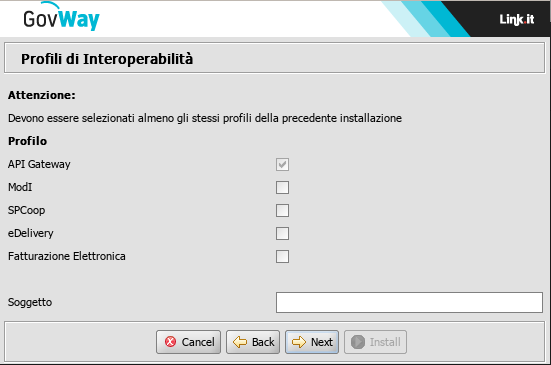 GovWay
Link.it
Profili di Interoperabilità
Attenzione:
Devono essere selezionati almeno gli stessi profili della precedente installazione
Profilo
API Gateway
ModI
SPCoop
eDelivery
Fatturazione Elettronica
Soggetto
Cancel
Back
Next
Install